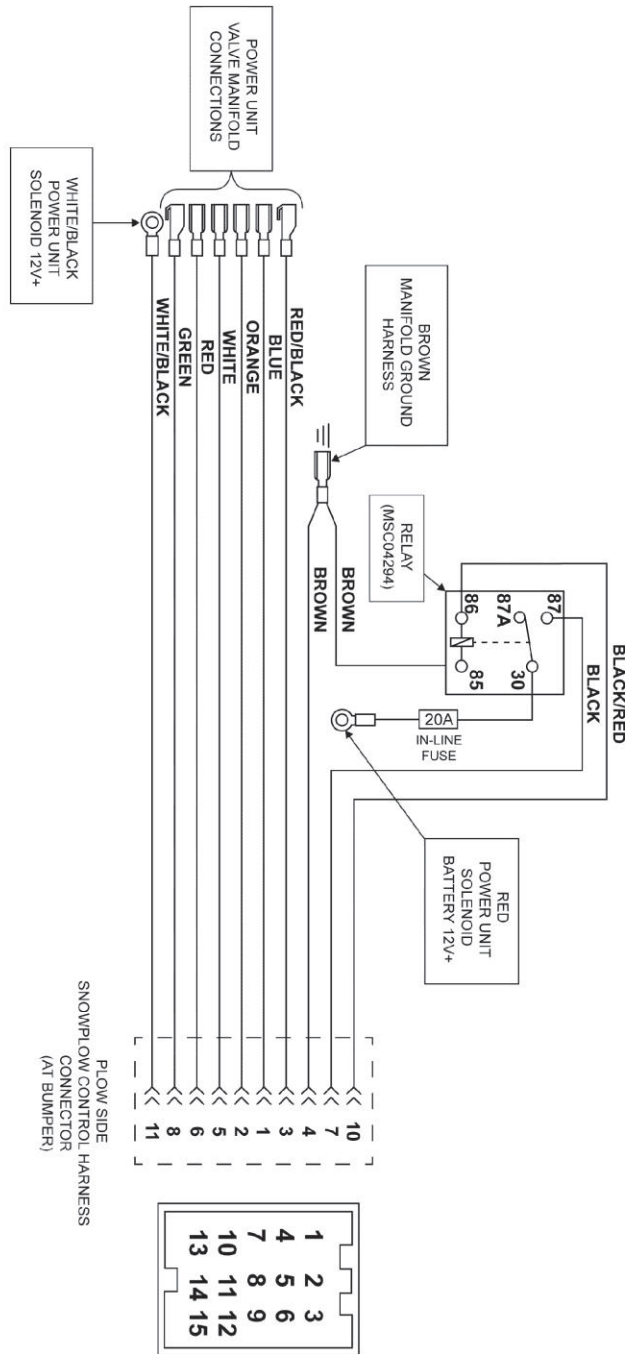 BLACK/RED
BLACK
87
87A
86
30
85
RELAY
(MSC04294)
20A
IN-LINE
FUSE
RED
POWER UNIT
SOLENOID
BATTERY 12V+
BROWN
MANIFOLD GROUND
HARNESS
BROWN
BROWN
POWER UNIT
VALVE MANIFOLD
CONNECTIONS
RED/BLACK
BLUE
ORANGE
WHITE
RED
GREEN
WHITE/BLACK
WHITE/BLACK
POWER UNIT
SOLENOID 12V+
10
7
4
3
1
2
5
6
8
11
PLOW SIDE
SNOWPLOW CONTROL HARNESS
CONNECTOR
(AT BUMPER)
1 2 3
4 5 6
7 8 9
10 11 12
13 14 15